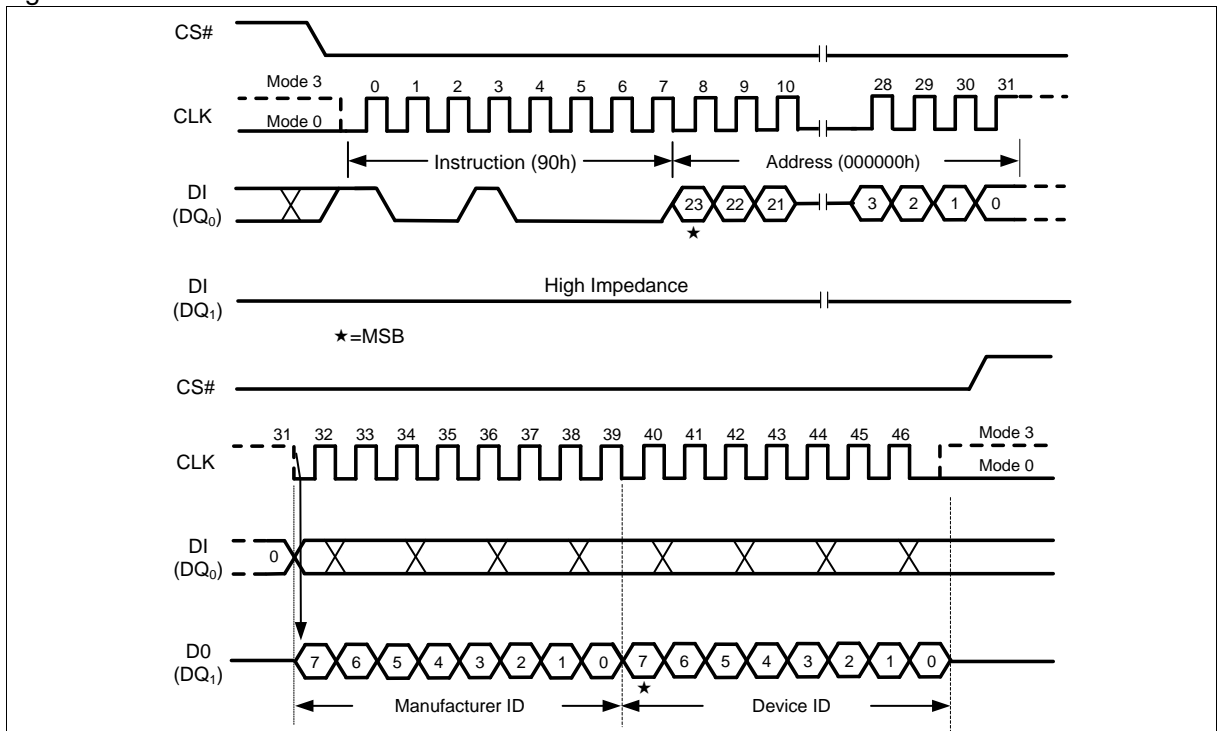 CS#
Mode 3
0 1 2 3 4 5 6 7 8 9 10 28 29 30 31
CLK
Mode 0
Instruction (90h) Address (000000h)
DI
(DQ0)
23 22 21 3 2 1 0
★
DI
(DQ1)
High Impedance
★=MSB
CS#
31 32 33 34 35 36 37 38 39 40 41 42 43 44 45 46 Mode 3
CLK
Mode 0
DI
(DQ0)
0
D0
(DQ1)
7 6 5 4 3 2 1 0 7 6 5 4 3 2 1 0
★
Manufacturer ID Device ID